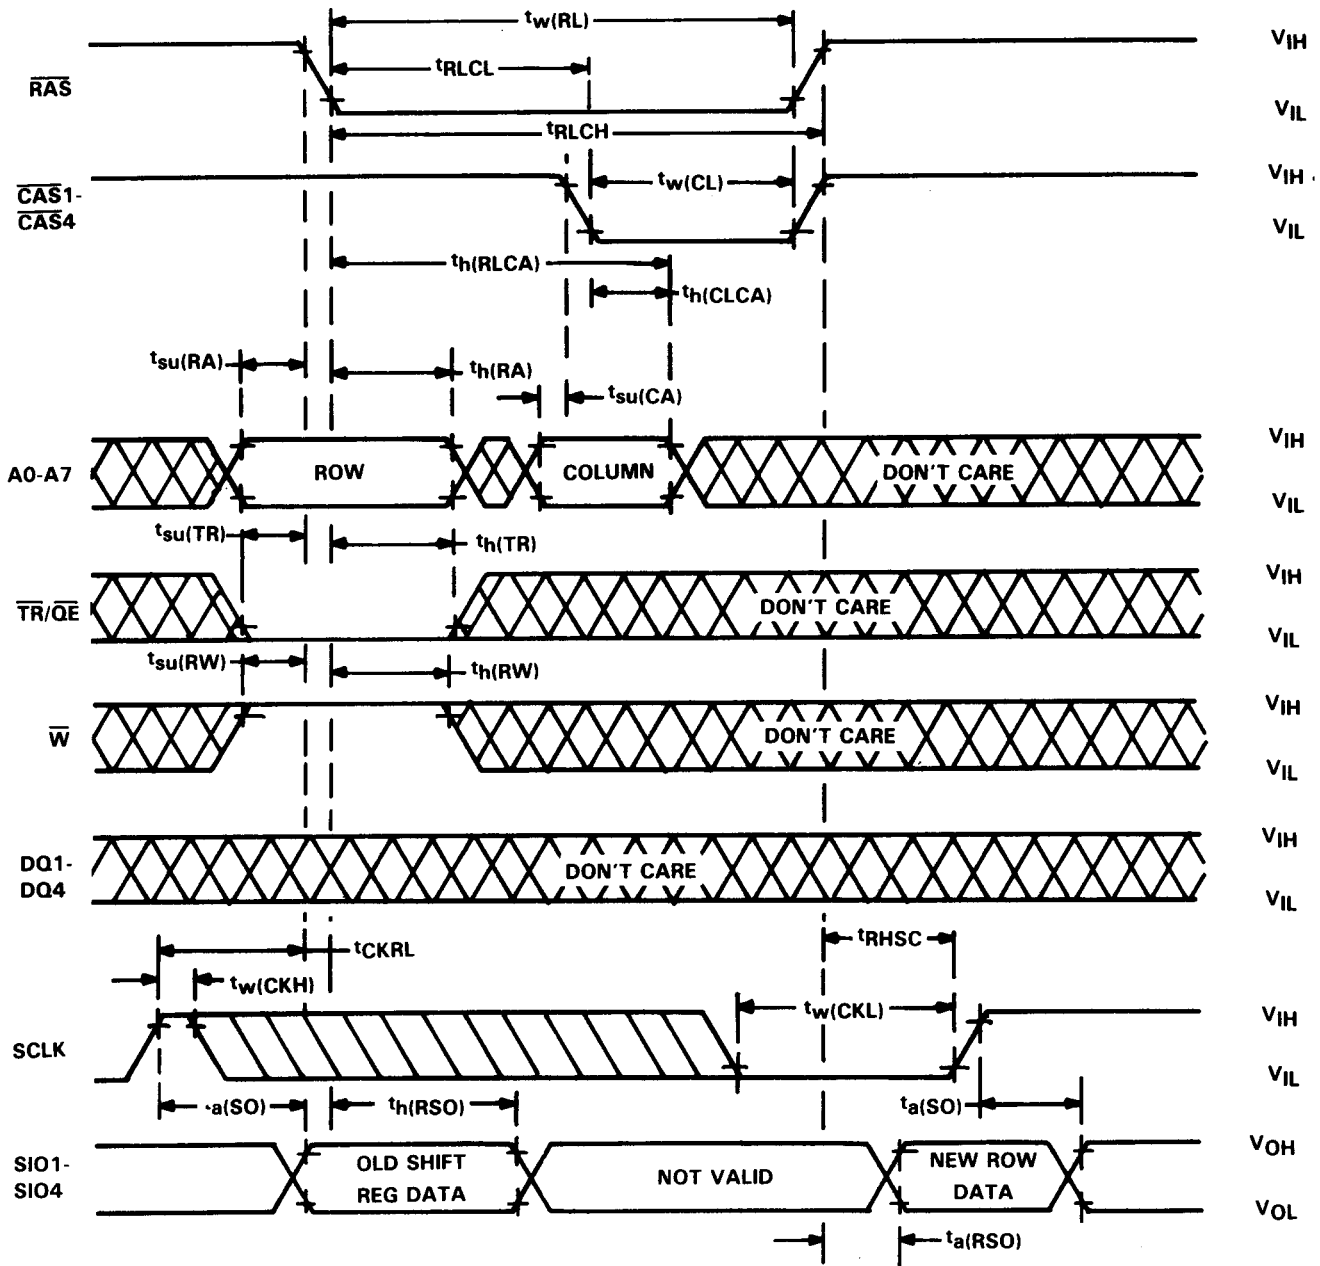 tw(RL)
VIH
tRLCL
RAS
VIL
tRLCH
VIH
CAS1-
CAS4
tw(CL)
VIL
th(RLCA)
th(CLCA)
tsu(RA)
th(RA)
tsu(CA)
VIH
A0-A7
ROW
COLUMN
DON'T CARE
VIL
tsu(TR)
th(TR)
VIH
TR/QE
DON'T CARE
VIL
tsu(RW)
th(RW)
VIH
W
DON'T CARE
VIL
VIH
DQ1-
DQ4
DON'T CARE
VIL
tCKRL
tRHSC
tw(CKH)
tw(CKL)
VIH
SCLK
VIL
a(SO)
th(RSO)
ta(SO)
VOH
SIO1-
SIO4
OLD SHIFT
REG DATA
NOT VALID
NEW ROW
DATA
VOL
ta(RSO)